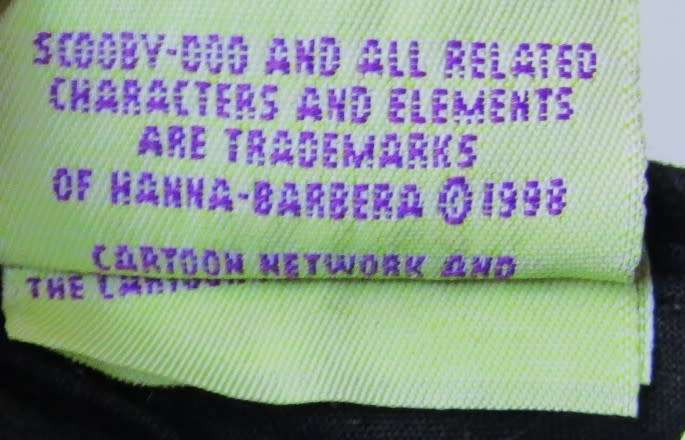 SCOOBY-DOO AND ALL RELATED
CHARACTERS AND ELEMENTS
ARE TRADEMARKS
OF HANNA-BARBERA © 1998
CARTOON NETWORK AND
THE